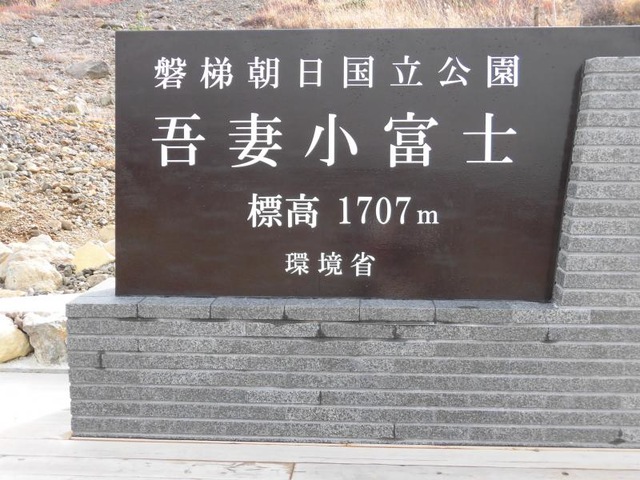 磐梯朝日国立公園
吾妻小富士
標高 1707m
環境省